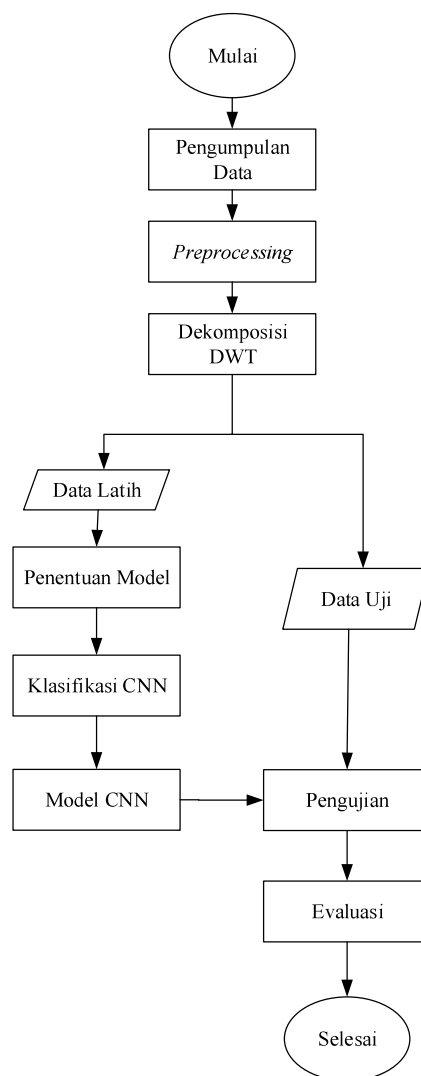 Mulai
Pengumpulan
Data
Preprocessing
Dekomposisi
DWT
Data Latih
Penentuan Model
Data Uji
Klasifikasi CNN
Model CNN
Pengujian
Evaluasi
Selesai